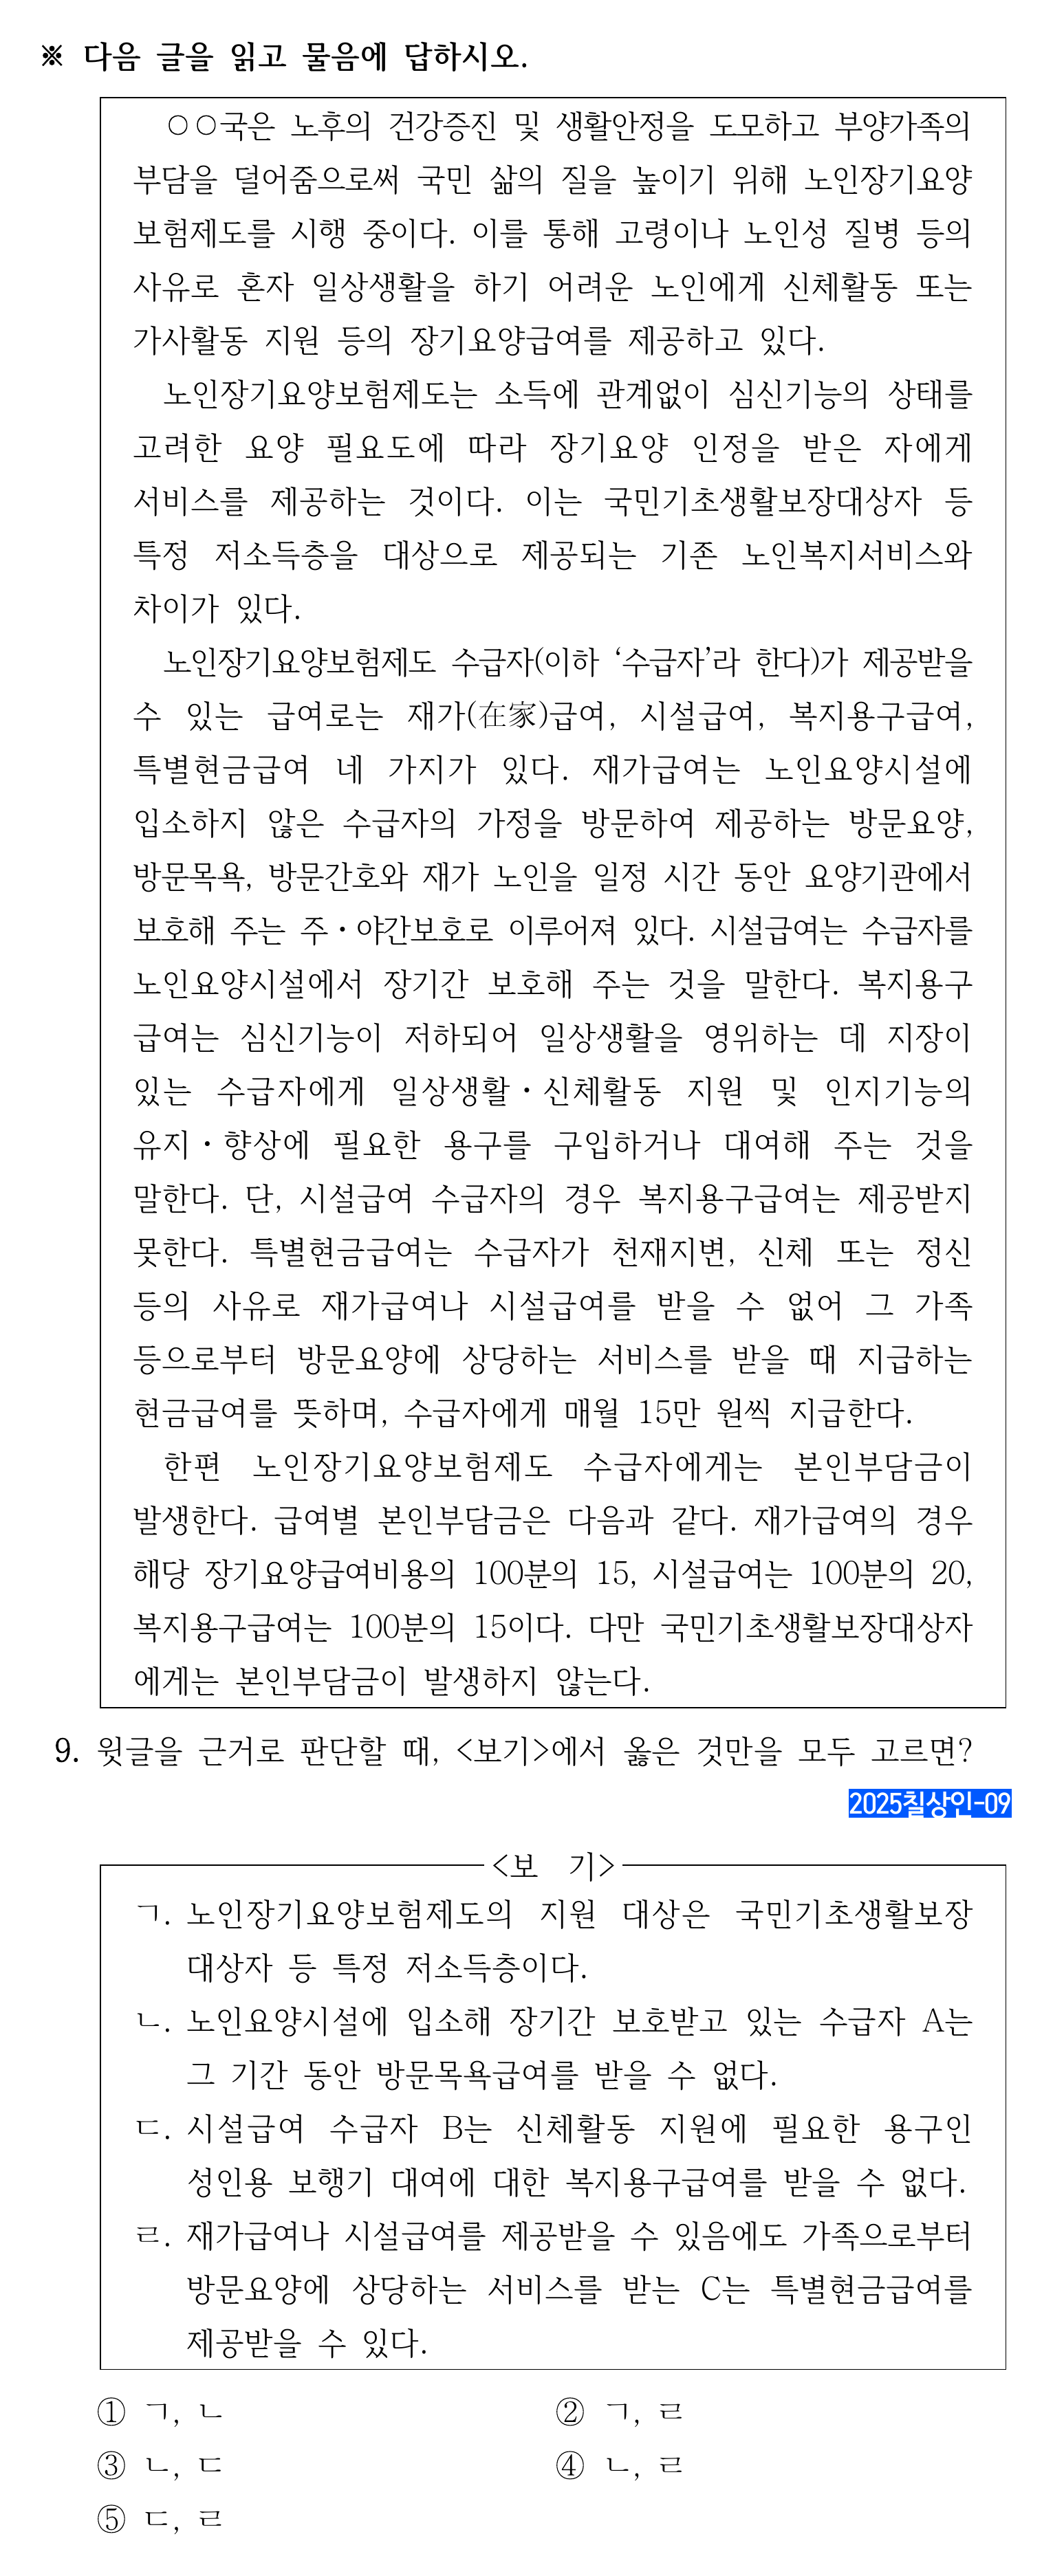 ※ 다음 글을 읽고 물음에 답하시오.
○○국은 노후의 건강증진 및 생활안정을 도모하고 부양가족의
부담을 덜어줌으로써 국민 삶의 질을 높이기 위해 노인장기요양
보험제도를 시행 중이다. 이를 통해 고령이나 노인성 질병 등의
사유로 혼자 일상생활을 하기 어려운 노인에게 신체활동 또는
가사활동 지원 등의 장기요양급여를 제공하고 있다.
노인장기요양보험제도는 소득에 관계없이 심신기능의 상태를
고려한 요양 필요도에 따라 장기요양 인정을 받은 자에게
서비스를 제공하는 것이다. 이는 국민기초생활보장대상자 등
특정 저소득층을 대상으로 제공되는 기존 노인복지서비스와
차이가 있다.
노인장기요양보험제도 수급자(이하 ‘수급자’라 한다)가 제공받을
수 있는 급여로는 재가(在家)급여, 시설급여, 복지용구급여,
특별현금급여 네 가지가 있다. 재가급여는 노인요양시설에
입소하지 않은 수급자의 가정을 방문하여 제공하는 방문요양,
방문목욕, 방문간호와 재가 노인을 일정 시간 동안 요양기관에서
보호해 주는 주・야간보호로 이루어져 있다. 시설급여는 수급자를
노인요양시설에서 장기간 보호해 주는 것을 말한다. 복지용구
급여는 심신기능이 저하되어 일상생활을 영위하는 데 지장이
있는 수급자에게 일상생활・신체활동 지원 및 인지기능의
유지・향상에 필요한 용구를 구입하거나 대여해 주는 것을
말한다. 단, 시설급여 수급자의 경우 복지용구급여는 제공받지
못한다. 특별현금급여는 수급자가 천재지변, 신체 또는 정신
등의 사유로 재가급여나 시설급여를 받을 수 없어 그 가족
등으로부터 방문요양에 상당하는 서비스를 받을 때 지급하는
현금급여를 뜻하며, 수급자에게 매월 15만 원씩 지급한다.
한편 노인장기요양보험제도 수급자에게는 본인부담금이
발생한다. 급여별 본인부담금은 다음과 같다. 재가급여의 경우
해당 장기요양급여비용의 100분의 15, 시설급여는 100분의 20,
복지용구급여는 100분의 15이다. 다만 국민기초생활보장대상자
에게는 본인부담금이 발생하지 않는다.
9. 윗글을 근거로 판단할 때, <보기>에서 옳은 것만을 모두 고르면?
2025칠상인-09
<보 기>
ㄱ. 노인장기요양보험제도의 지원 대상은 국민기초생활보장
대상자 등 특정 저소득층이다.
ㄴ. 노인요양시설에 입소해 장기간 보호받고 있는 수급자 A는
그 기간 동안 방문목욕급여를 받을 수 없다.
ㄷ. 시설급여 수급자 B는 신체활동 지원에 필요한 용구인
성인용 보행기 대여에 대한 복지용구급여를 받을 수 없다.
ㄹ. 재가급여나 시설급여를 제공받을 수 있음에도 가족으로부터
방문요양에 상당하는 서비스를 받는 C는 특별현금급여를
제공받을 수 있다.
① ㄱ, ㄴ ② ㄱ, ㄹ
③ ㄴ, ㄷ ④ ㄴ, ㄹ
⑤ ㄷ, ㄹ